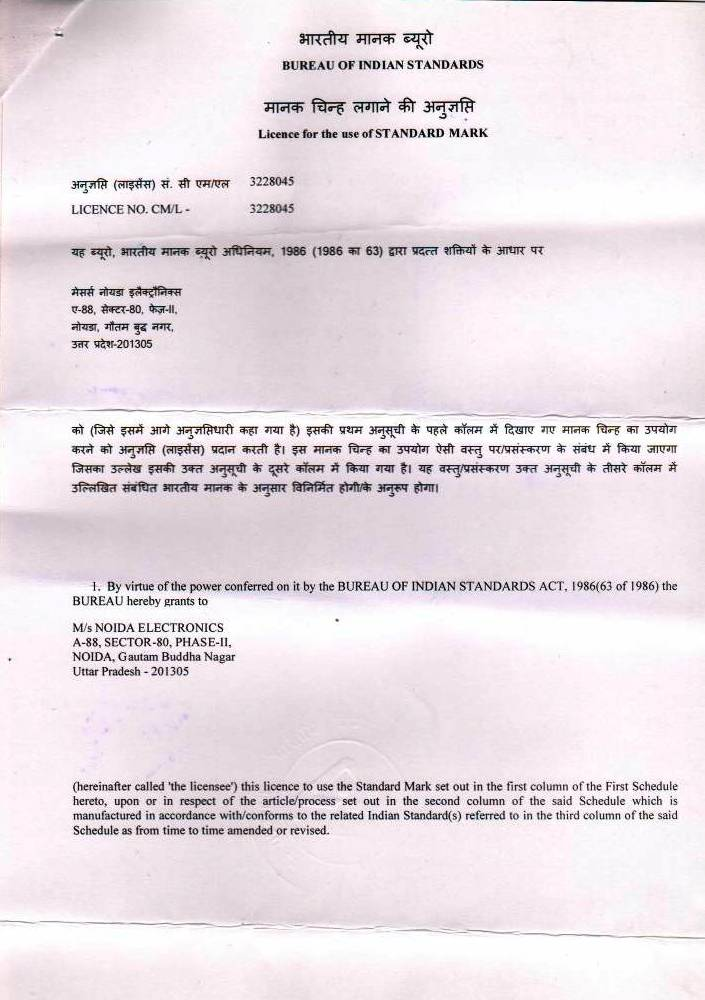 भारतीय मानक ब्यूरो
BUREAU OF INDIAN STANDARDS
मानक चिन्ह लगाने की अनुज्ञप्ति
Licence for the use of STANDARD MARK
अनुज्ञप्ति (लाइसेंस) सं. सी एम/एल 3228045
LICENCE NO. CM/L - 3228045
यह ब्यूरो, भारतीय मानक ब्यूरो अधिनियम, 1986 (1986 का 63) द्वारा प्रदत्त शक्तियों के आधार पर
मेसर्स नोयडा इलैक्ट्रौनिक्स
ए-88, सेक्टर-80, फेज़-II,
नोयडा, गौतम बुद्ध नगर,
उत्तर प्रदेश-201305
को (जिसे इसमें आगे अनुज्ञप्तिधारी कहा गया है) इसकी प्रथम अनुसूची के पहले कॉलम में दिखाए गए मानक चिन्ह का उपयोग
करने को अनुज्ञप्ति (लाइसेंस) प्रदान करती है। इस मानक चिन्ह का उपयोग ऐसी वस्तु पर/प्रसंस्करण के संबंध में किया जाएगा
जिसका उल्लेख इसकी उक्त अनुसूची के दूसरे कॉलम में किया गया है। यह वस्तु/प्रसंस्करण उक्त अनुसूची के तीसरे कॉलम में
उल्लिखित संबंधित भारतीय मानक के अनुसार विनिर्मित होगी/के अनुरूप होगा।
1. By virtue of the power conferred on it by the BUREAU OF INDIAN STANDARDS ACT, 1986(63 of 1986) the
BUREAU hereby grants to
M/s NOIDA ELECTRONICS
A-88, SECTOR-80, PHASE-II,
NOIDA, Gautam Buddha Nagar
Uttar Pradesh - 201305
(hereinafter called 'the licensee') this licence to use the Standard Mark set out in the first column of the First Schedule
hereto, upon or in respect of the article/process set out in the second column of the said Schedule which is
manufactured in accordance with/conforms to the related Indian Standard(s) referred to in the third column of the said
Schedule as from time to time amended or revised.